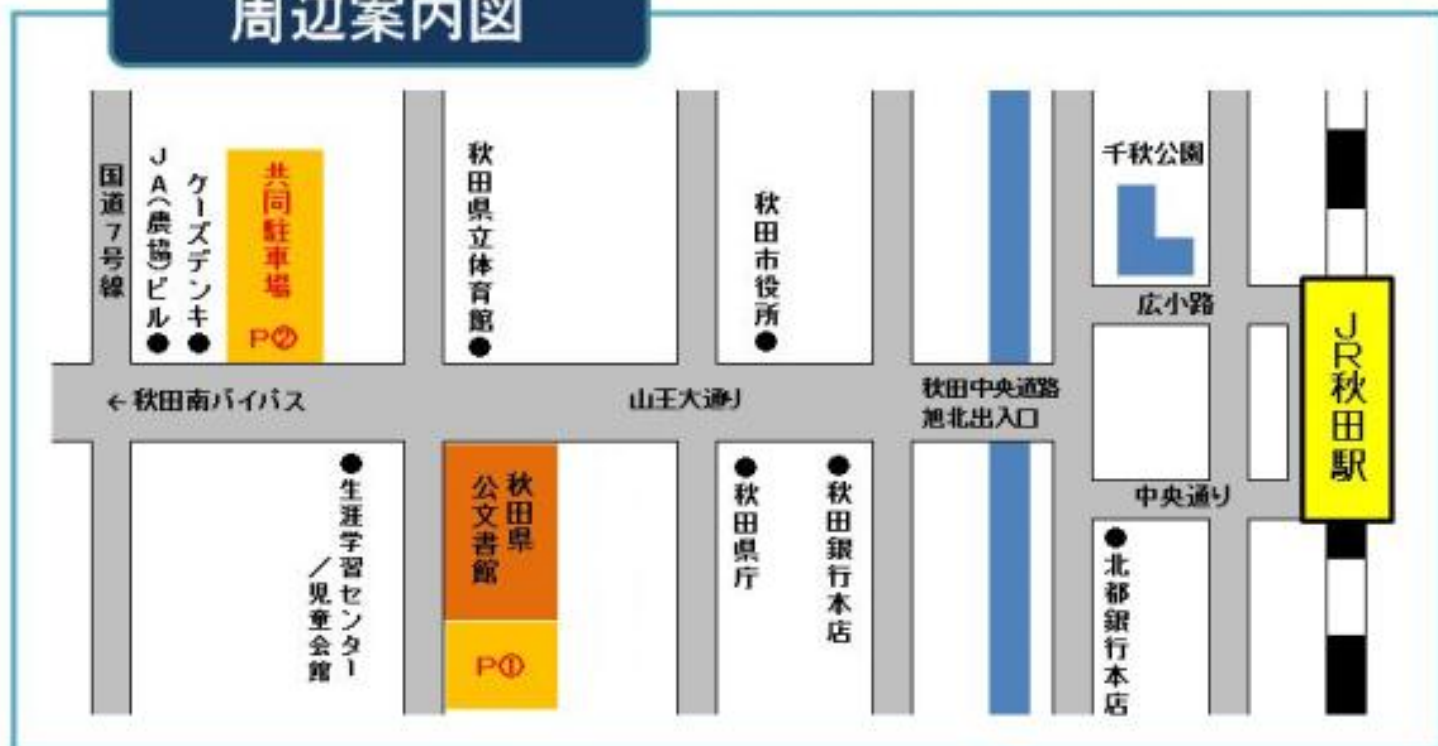 周辺案内図
国道7号線
JA(農協)ビル
ケーズデンキ
共同駐車場
P②
秋田県立体育館
秋田市役所
千秋公園
広小路
JR秋田駅
←秋田南バイパス
山王大通り
秋田中央道路
旭北出入口
中央通り
生涯学習センター
/児童会館
秋田県
公文書館
P①
秋田県庁
秋田銀行本店
北都銀行本店